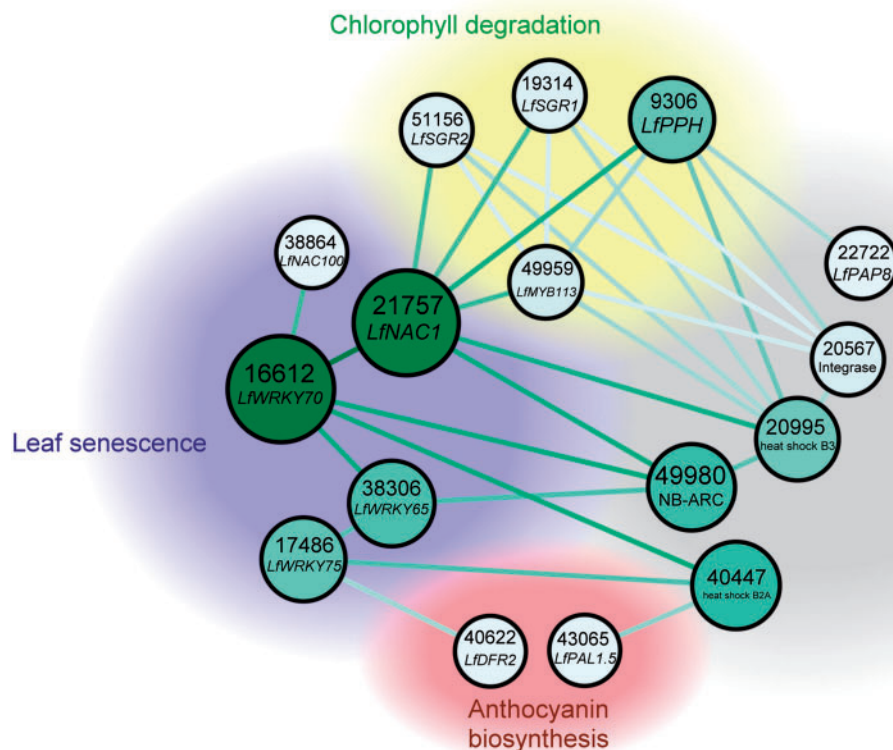 Chlorophyll degradation
19314
LfSGR1
9306
LfPPH
51156
LfSGR2
38864
LfNAC100
22722
LfPAP8
49959
LfMYB113
21757
LfNAC1
20567
Integrase
16612
LfWRKY70
20995
heat shock B3
Leaf senescence
49980
NB-ARC
38306
LfWRKY65
17486
LfWRKY75
40447
heat shock B2A
40622
LfDFR2
43065
LfPAL1.5
Anthocyanin
biosynthesis